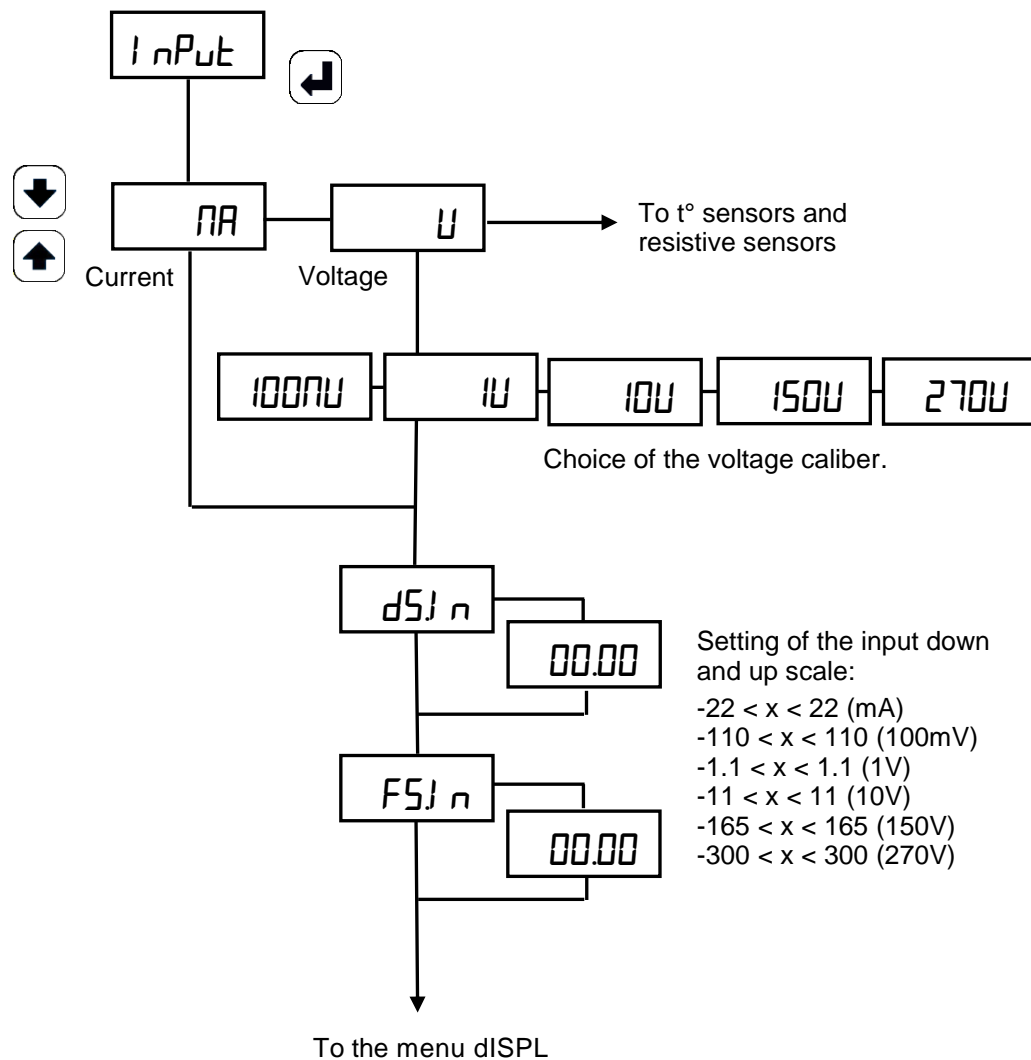 InPut
mA
U
To t° sensors and
resistive sensors
Current
Voltage
100mU
1U
10U
150U
270U
Choice of the voltage caliber.
dS.In
00.00
Setting of the input down
and up scale:
-22 < x < 22 (mA)
-110 < x < 110 (100mV)
-1.1 < x < 1.1 (1V)
-11 < x < 11 (10V)
-165 < x < 165 (150V)
-300 < x < 300 (270V)
FS.In
00.00
To the menu dISPL